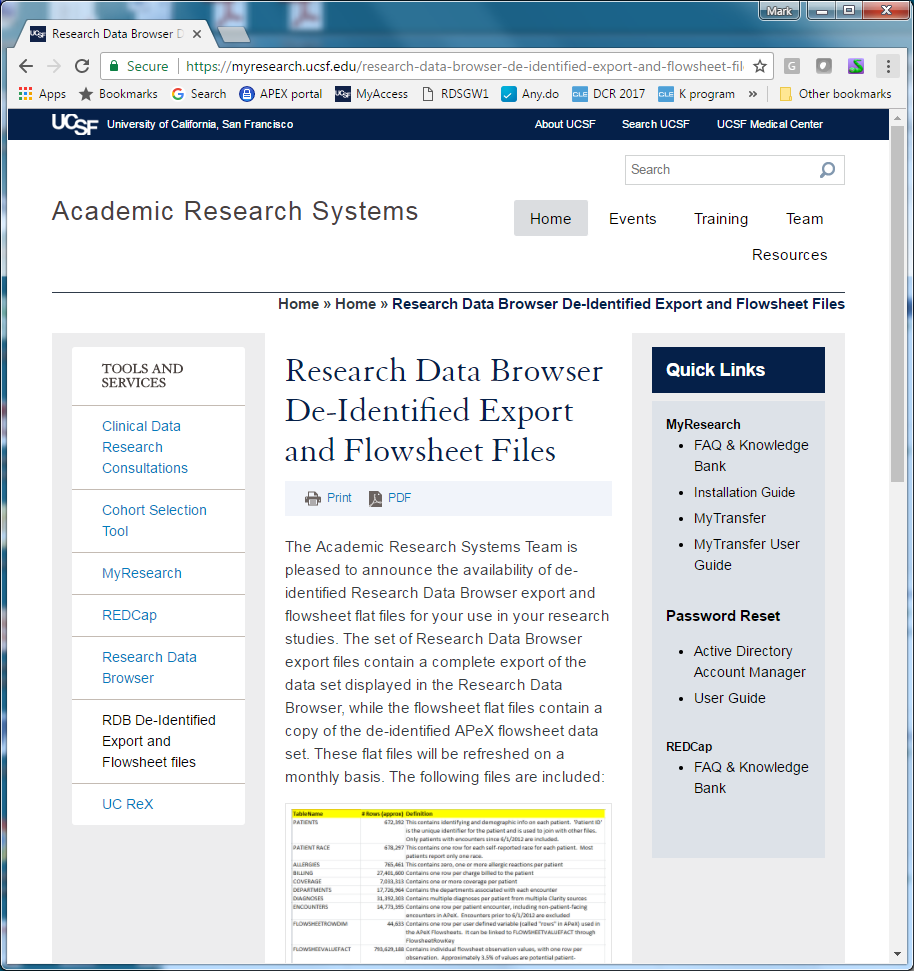 Mark
Research Data Browser D
Secure
https://myresearch.ucsf.edu/research-data-browser-de-identified-export-and-flowsheet-fil
Apps Bookmarks Search APEX portal MyAccess RDSGW1 Any.do DCR 2017 K program » Other bookmarks
UCSF University of California, San Francisco
About UCSF Search UCSF UCSF Medical Center
Search
Academic Research Systems
Home Events Training Team
Resources
Home » Home » Research Data Browser De-Identified Export and Flowsheet Files
TOOLS AND
SERVICES
Clinical Data
Research
Consultations
Cohort Selection
Tool
MyResearch
REDCap
Research Data
Browser
RDB De-Identified
Export and
Flowsheet files
UC ReX
Research Data Browser
De-Identified Export
and Flowsheet Files
Print PDF
The Academic Research Systems Team is
pleased to announce the availability of de-
identified Research Data Browser export and
flowsheet flat files for your use in your research
studies. The set of Research Data Browser
export files contain a complete export of the
data set displayed in the Research Data
Browser, while the flowsheet flat files contain a
copy of the de-identified APeX flowsheet data
set. These flat files will be refreshed on a
monthly basis. The following files are included:
TableName # Rows (approx) Definition
PATIENTS 672,392 This contains identifying and demographic info on each patient. 'Patient ID'
is the unique identifier for the patient and is used to join with other files.
Only patients with encounters since 6/1/2012 are included.
PATIENT RACE 678,297 This contains one row for each self-reported race for each patient. Most
patients report only one race.
ALLERGIES 765,461 This contains zero, one or more allergic reactions per patient
BILLING 27,401,600 Contains one row per charge billed to the patient
COVERAGE 7,033,313 Contains one or more coverage per patient
DEPARTMENTS 17,726,964 Contains the departments associated with each encounter
DIAGNOSES 31,392,303 Contains multiple diagnoses per patient from multiple Clarity sources
ENCOUNTERS 14,773,395 Contains one row per patient encounter, including non-patient-facing
encounters in APeX. Encounters prior to 6/1/2012 are excluded
FLOWSHEETROWDIM 44,633 Contains one row per user defined variable (called "rows" in APeX) used in
the APeX Flowsheets. It can be linked to FLOWSHEETVALUEFACT through
FlowsheetRowKey
FLOWSHEEVALUEFACT 793,629,188 Contains individual flowsheet observation values, with one row per
observation. Approximately 3.5% of values are potential patient-
Quick Links
MyResearch
FAQ & Knowledge
Bank
Installation Guide
MyTransfer
MyTransfer User
Guide
Password Reset
Active Directory
Account Manager
User Guide
REDCap
FAQ & Knowledge
Bank